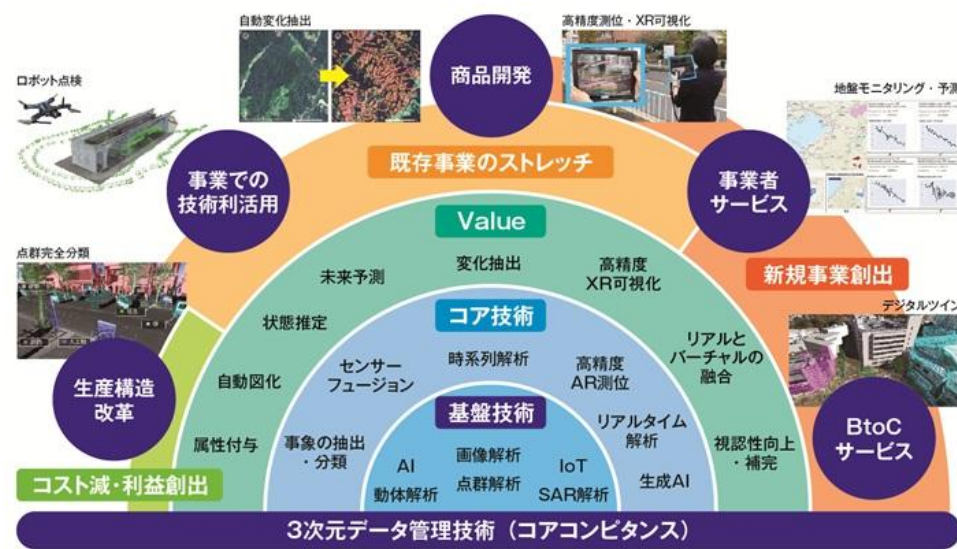 自動変化抽出
高精度測位・XR可視化
ロボット点検
地盤モニタリング・予測
商品開発
既存事業のストレッチ
事業での
技術利活用
事業者
サービス
Value
点群完全分類
未来予測
変化抽出
高精度
XR可視化
新規事業創出
デジタルツイン
状態推定
コア技術
リアルと
バーチャルの
融合
センサー
フュージョン
時系列解析
高精度
AR測位
生産構造
改革
自動図化
基盤技術
BtoC
サービス
属性付与
事象の抽出
・分類
リアルタイム
解析
視認性向上
・補完
AI
画像解析
IoT
動体解析
点群解析
SAR解析
生成AI
コスト減・利益創出
3次元データ管理技術（コアコンピタンス）